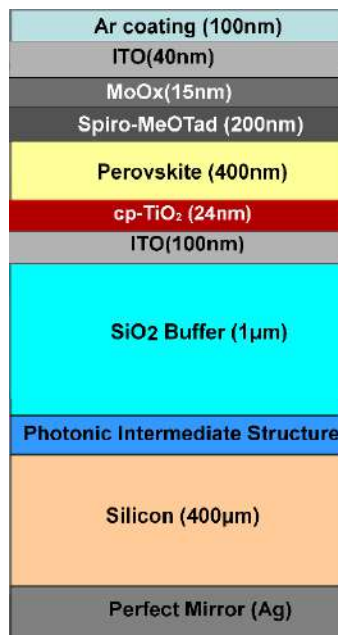 Ar coating (100nm)
ITO(40nm)
MoOx(15nm)
Spiro-MeOTad (200nm)
Perovskite (400nm)
cp-TiO₂ (24nm)
ITO(100nm)
SiO2 Buffer (1μm)
Photonic Intermediate Structure
Silicon (400μm)
Perfect Mirror (Ag)